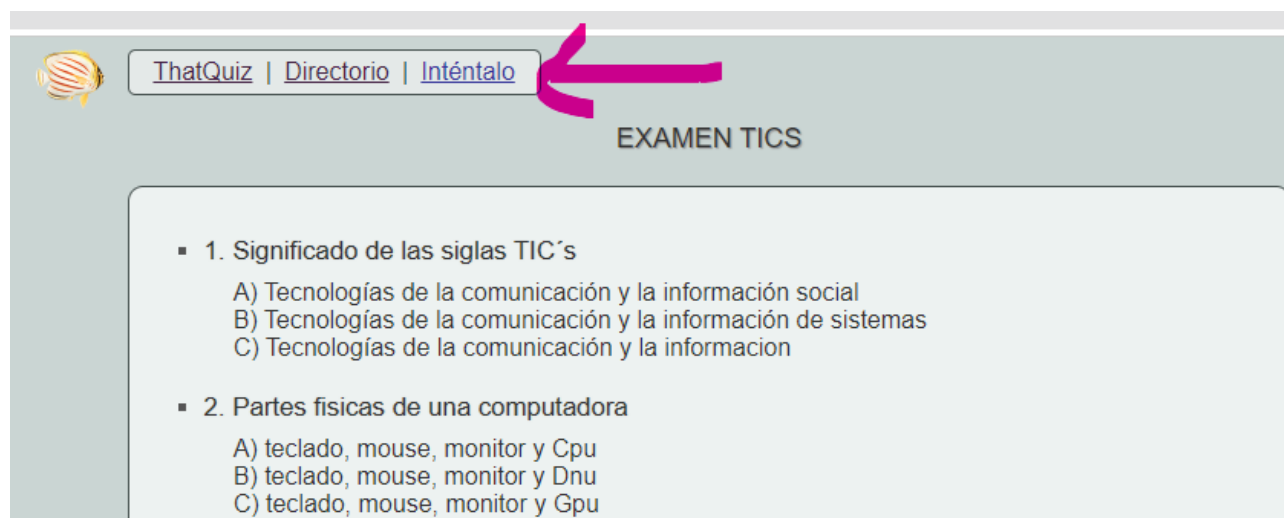 ThatQuiz | Directorio | Inténtalo
EXAMEN TICS
▪ 1. Significado de las siglas TIC´s
A) Tecnologías de la comunicación y la información social
B) Tecnologías de la comunicación y la información de sistemas
C) Tecnologías de la comunicación y la informacion
▪ 2. Partes fisicas de una computadora
A) teclado, mouse, monitor y Cpu
B) teclado, mouse, monitor y Dnu
C) teclado, mouse, monitor y Gpu